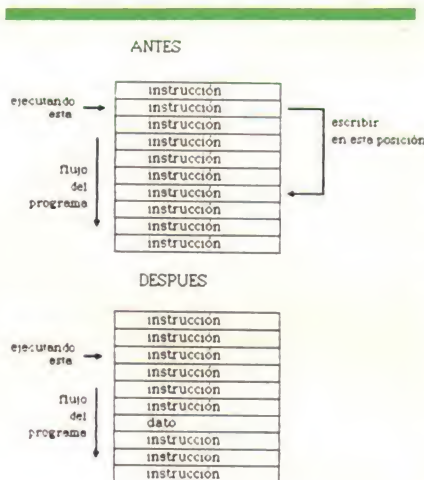 ANTES
ejecutando
esta
flujo
del
programa
instrucción
instrucción
instrucción
instrucción
instrucción
instrucción
instrucción
instrucción
instrucción
instrucción
escribir
en esta posición
DESPUES
ejecutando
esta
flujo
del
programa
instrucción
instrucción
instrucción
instrucción
instrucción
instrucción
dato
instrucción
instrucción
instrucción